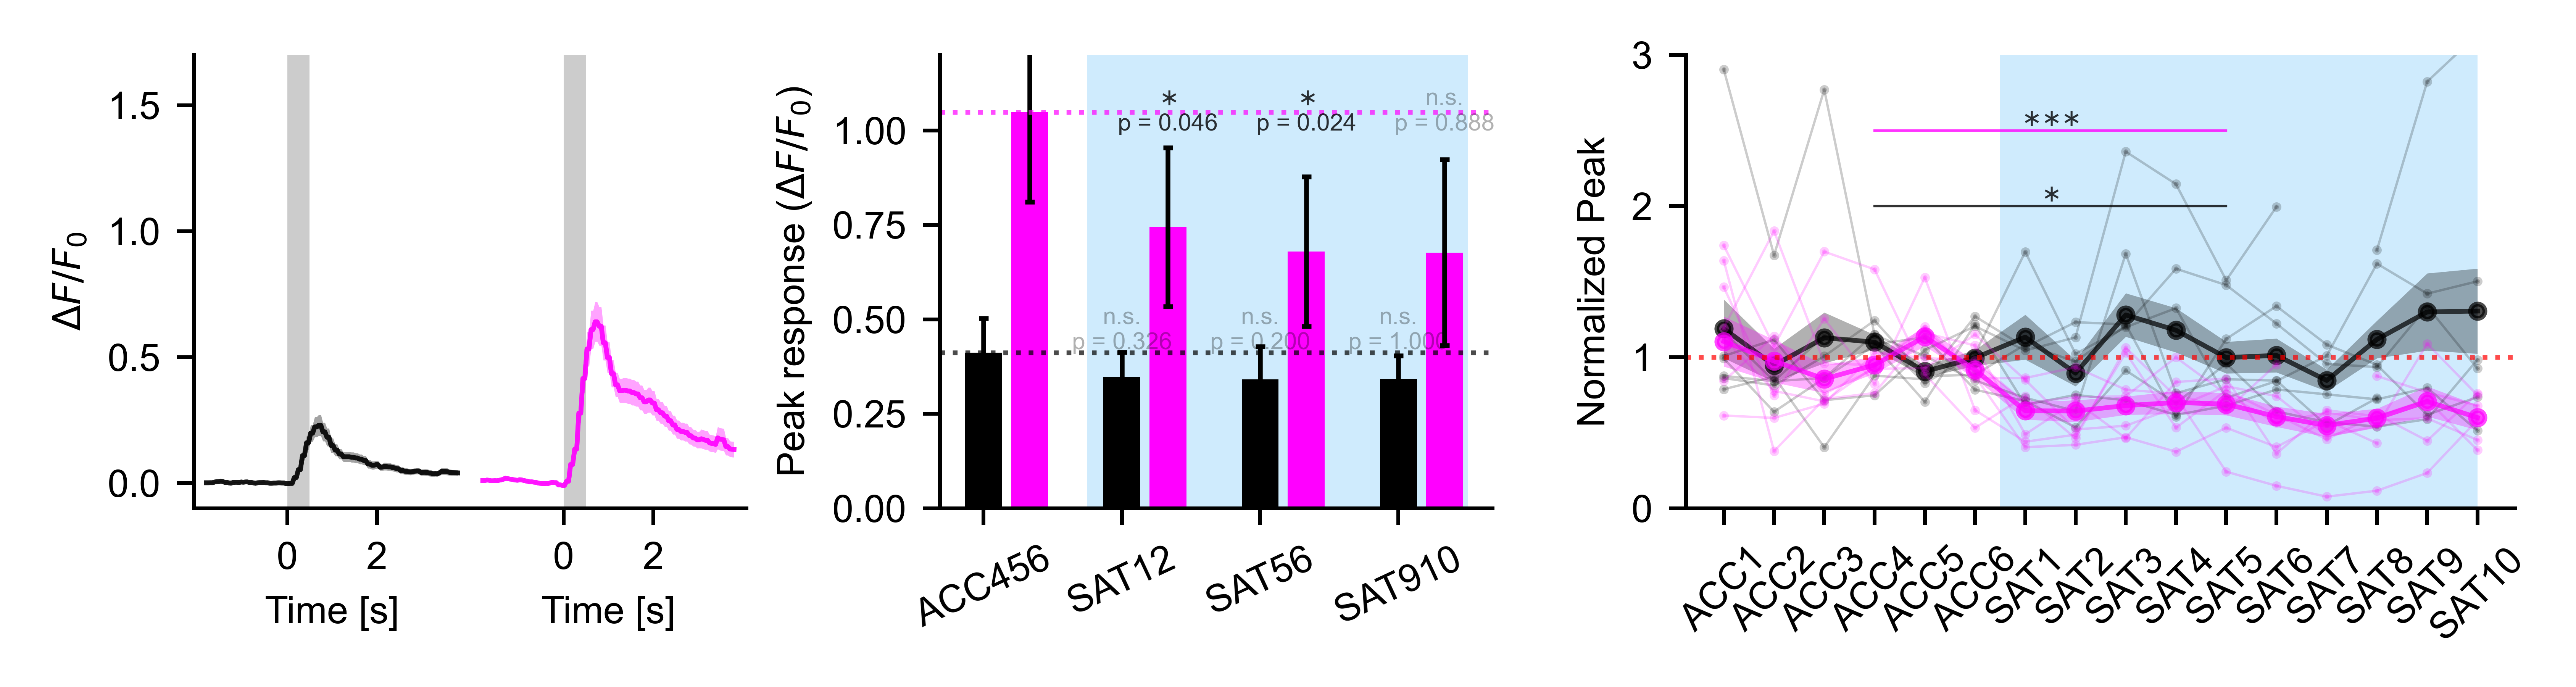 ΔF/F0
1.5
1.0
0.5
0.0
0
2
0
2
Time [s]
Time [s]
Peak response (ΔF/F0)
1.00
0.75
0.50
0.25
0.00
*
*
n.s.
p = 0.046
p = 0.024
p = 0.888
n.s.
n.s.
n.s.
p = 0.326
p = 0.200
p = 1.000
ACC456
SAT12
SAT56
SAT910
Normalized Peak
3
2
1
0
***
*
ACC1
ACC2
ACC3
ACC4
ACC5
ACC6
SAT1
SAT2
SAT3
SAT4
SAT5
SAT6
SAT7
SAT8
SAT9
SAT10